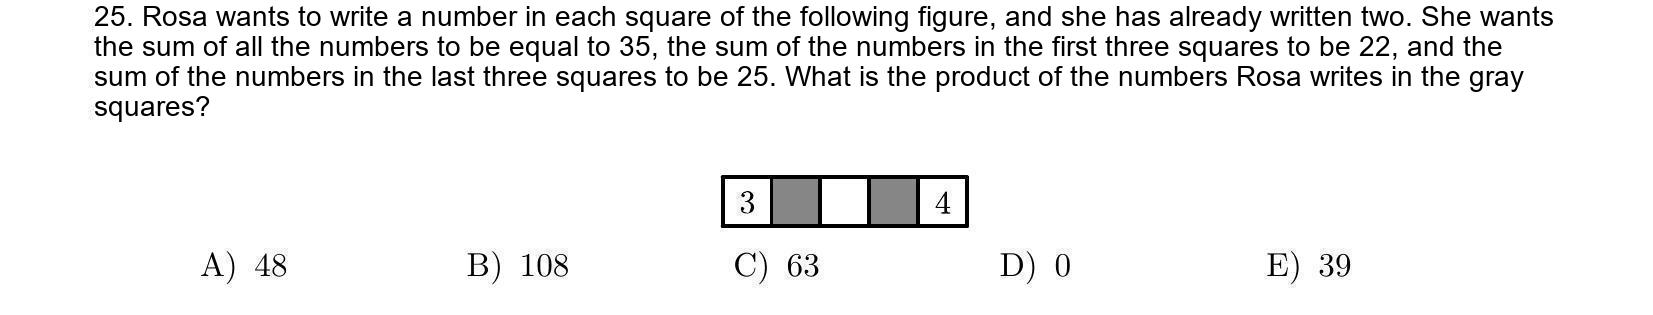 25. Rosa wants to write a number in each square of the following figure, and she has already written two. She wants
the sum of all the numbers to be equal to 35, the sum of the numbers in the first three squares to be 22, and the
sum of the numbers in the last three squares to be 25. What is the product of the numbers Rosa writes in the gray
squares?
3 4
A) 48 B) 108 C) 63 D) 0 E) 39